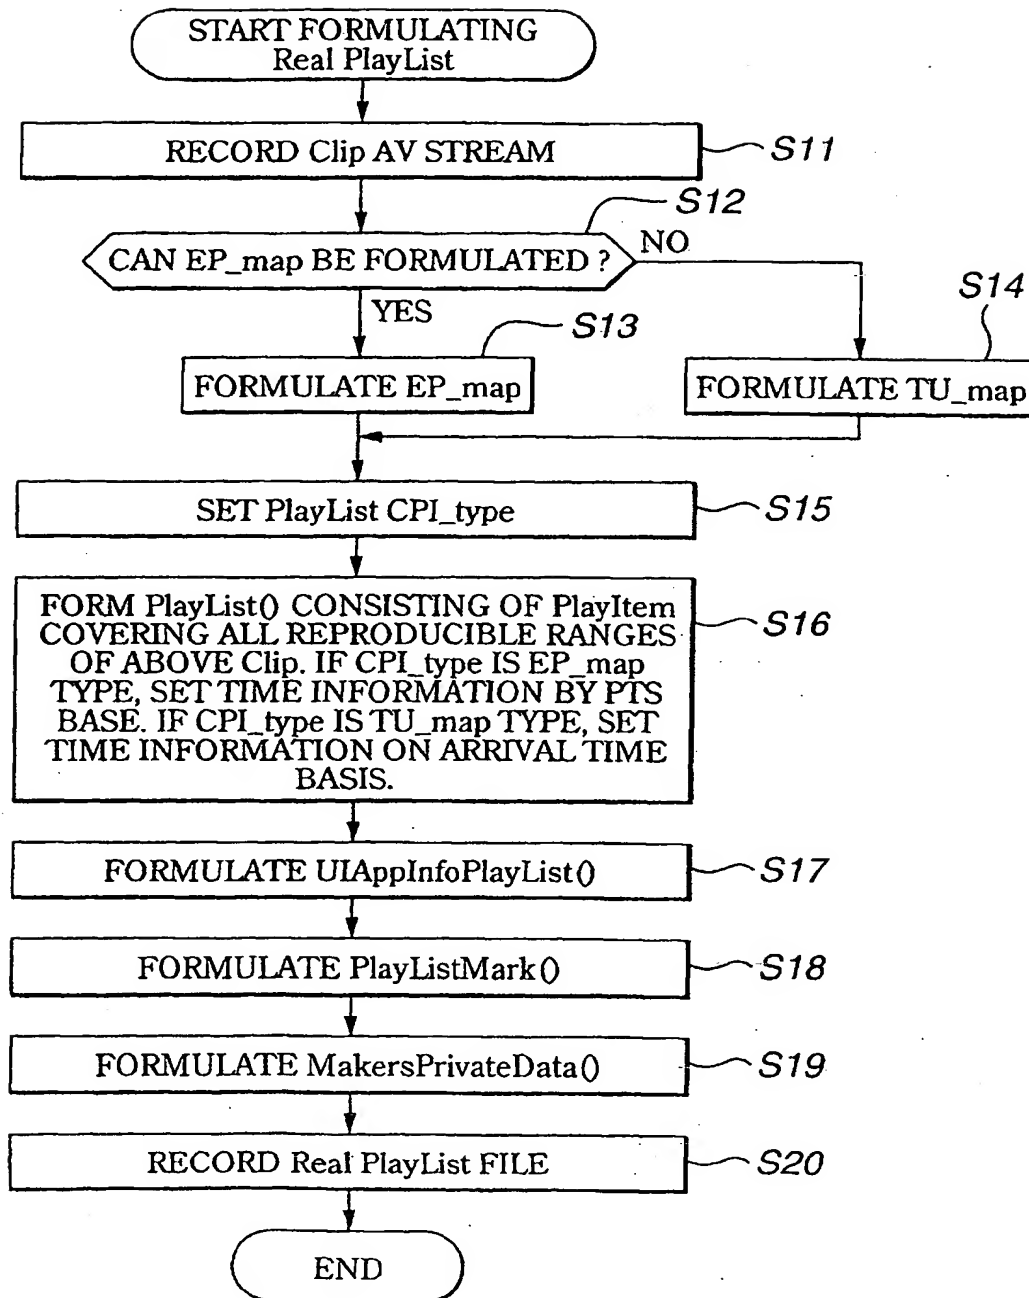 START FORMULATING
Real PlayList
RECORD Clip AV STREAM
S11
S12
CAN EP_map BE FORMULATED ?
NO
YES
S13
S14
FORMULATE EP_map
FORMULATE TU_map
SET PlayList CPI_type
S15
FORM PlayList() CONSISTING OF PlayItem
COVERING ALL REPRODUCIBLE RANGES
OF ABOVE Clip. IF CPI_type IS EP_map
TYPE, SET TIME INFORMATION BY PTS
BASE. IF CPI_type IS TU_map TYPE, SET
TIME INFORMATION ON ARRIVAL TIME
BASIS.
S16
FORMULATE UIAppInfoPlayList()
S17
FORMULATE PlayListMark()
S18
FORMULATE MakersPrivateData()
S19
RECORD Real PlayList FILE
S20
END